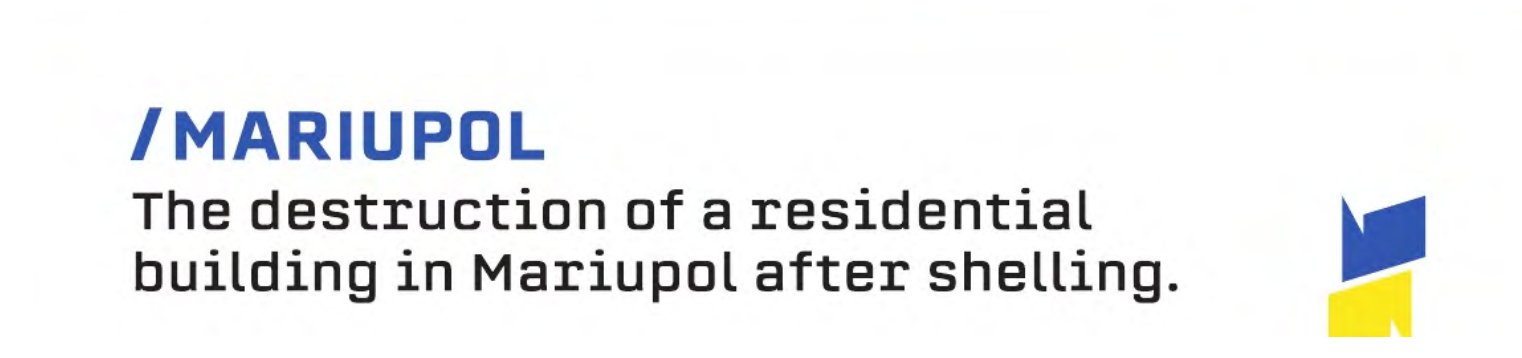 /MARIUPOL
The destruction of a residential
building in Mariupol after shelling.